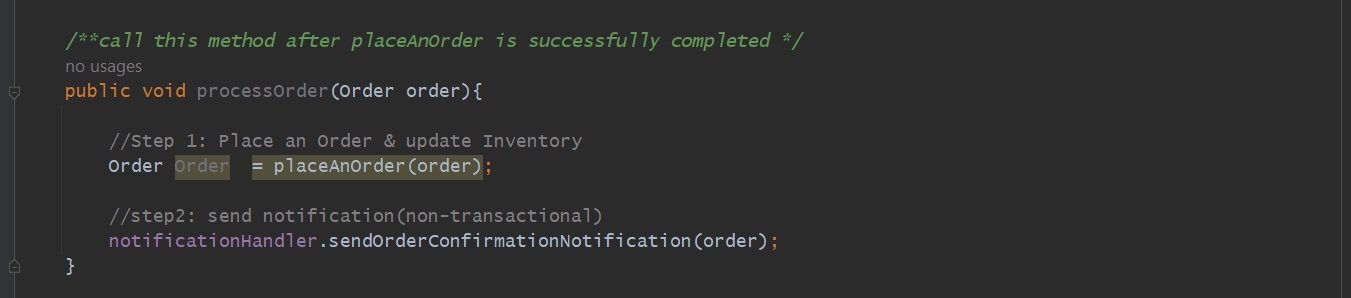 /**call this method after placeAnOrder is successfully completed */
no usages
public void processOrder(Order order){
//Step 1: Place an Order & update Inventory
Order Order  = placeAnOrder(order);
//step2: send notification(non-transactional)
notificationHandler.sendOrderConfirmationNotification(order);
}